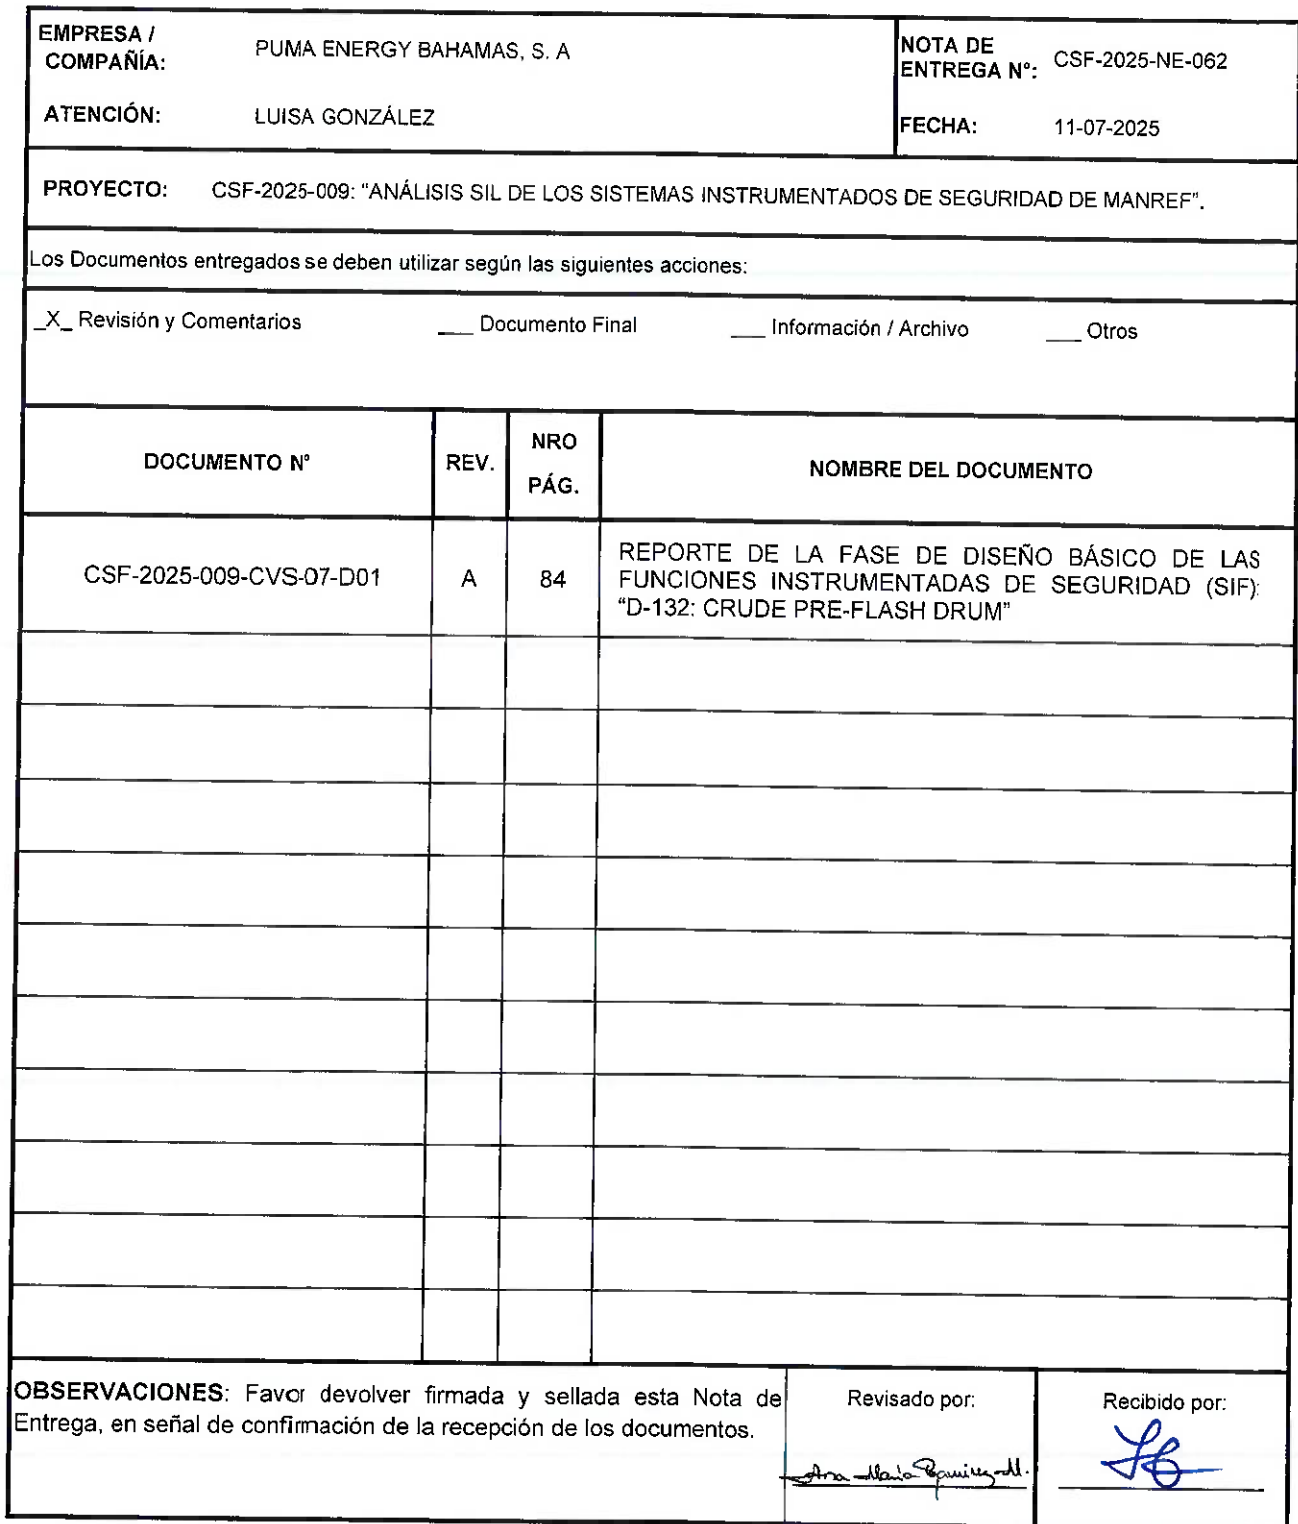 EMPRESA /
COMPAÑÍA:
PUMA ENERGY BAHAMAS, S. A
NOTA DE
ENTREGA N°:
CSF-2025-NE-062
ATENCIÓN:
LUISA GONZÁLEZ
FECHA:
11-07-2025
PROYECTO:
CSF-2025-009: “ANÁLISIS SIL DE LOS SISTEMAS INSTRUMENTADOS DE SEGURIDAD DE MANREF”.
Los Documentos entregados se deben utilizar según las siguientes acciones:
_X_ Revisión y Comentarios
___ Documento Final
___ Información / Archivo
___ Otros
DOCUMENTO N°
REV.
NRO
PÁG.
NOMBRE DEL DOCUMENTO
CSF-2025-009-CVS-07-D01
A
84
REPORTE DE LA FASE DE DISEÑO BÁSICO DE LAS
FUNCIONES INSTRUMENTADAS DE SEGURIDAD (SIF):
“D-132: CRUDE PRE-FLASH DRUM”
OBSERVACIONES: Favor devolver firmada y sellada esta Nota de
Entrega, en señal de confirmación de la recepción de los documentos.
Revisado por:
Ana María Ramírez M.
Recibido por: